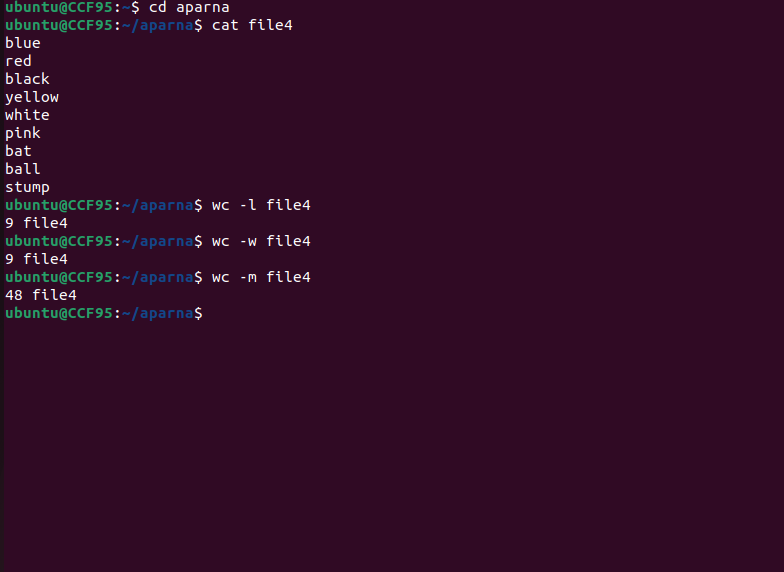 ubuntu@CCF95:~$ cd aparna
ubuntu@CCF95:~/aparna$ cat file4
blue
red
black
yellow
white
pink
bat
ball
stump
ubuntu@CCF95:~/aparna$ wc -l file4
9 file4
ubuntu@CCF95:~/aparna$ wc -w file4
9 file4
ubuntu@CCF95:~/aparna$ wc -m file4
48 file4
ubuntu@CCF95:~/aparna$